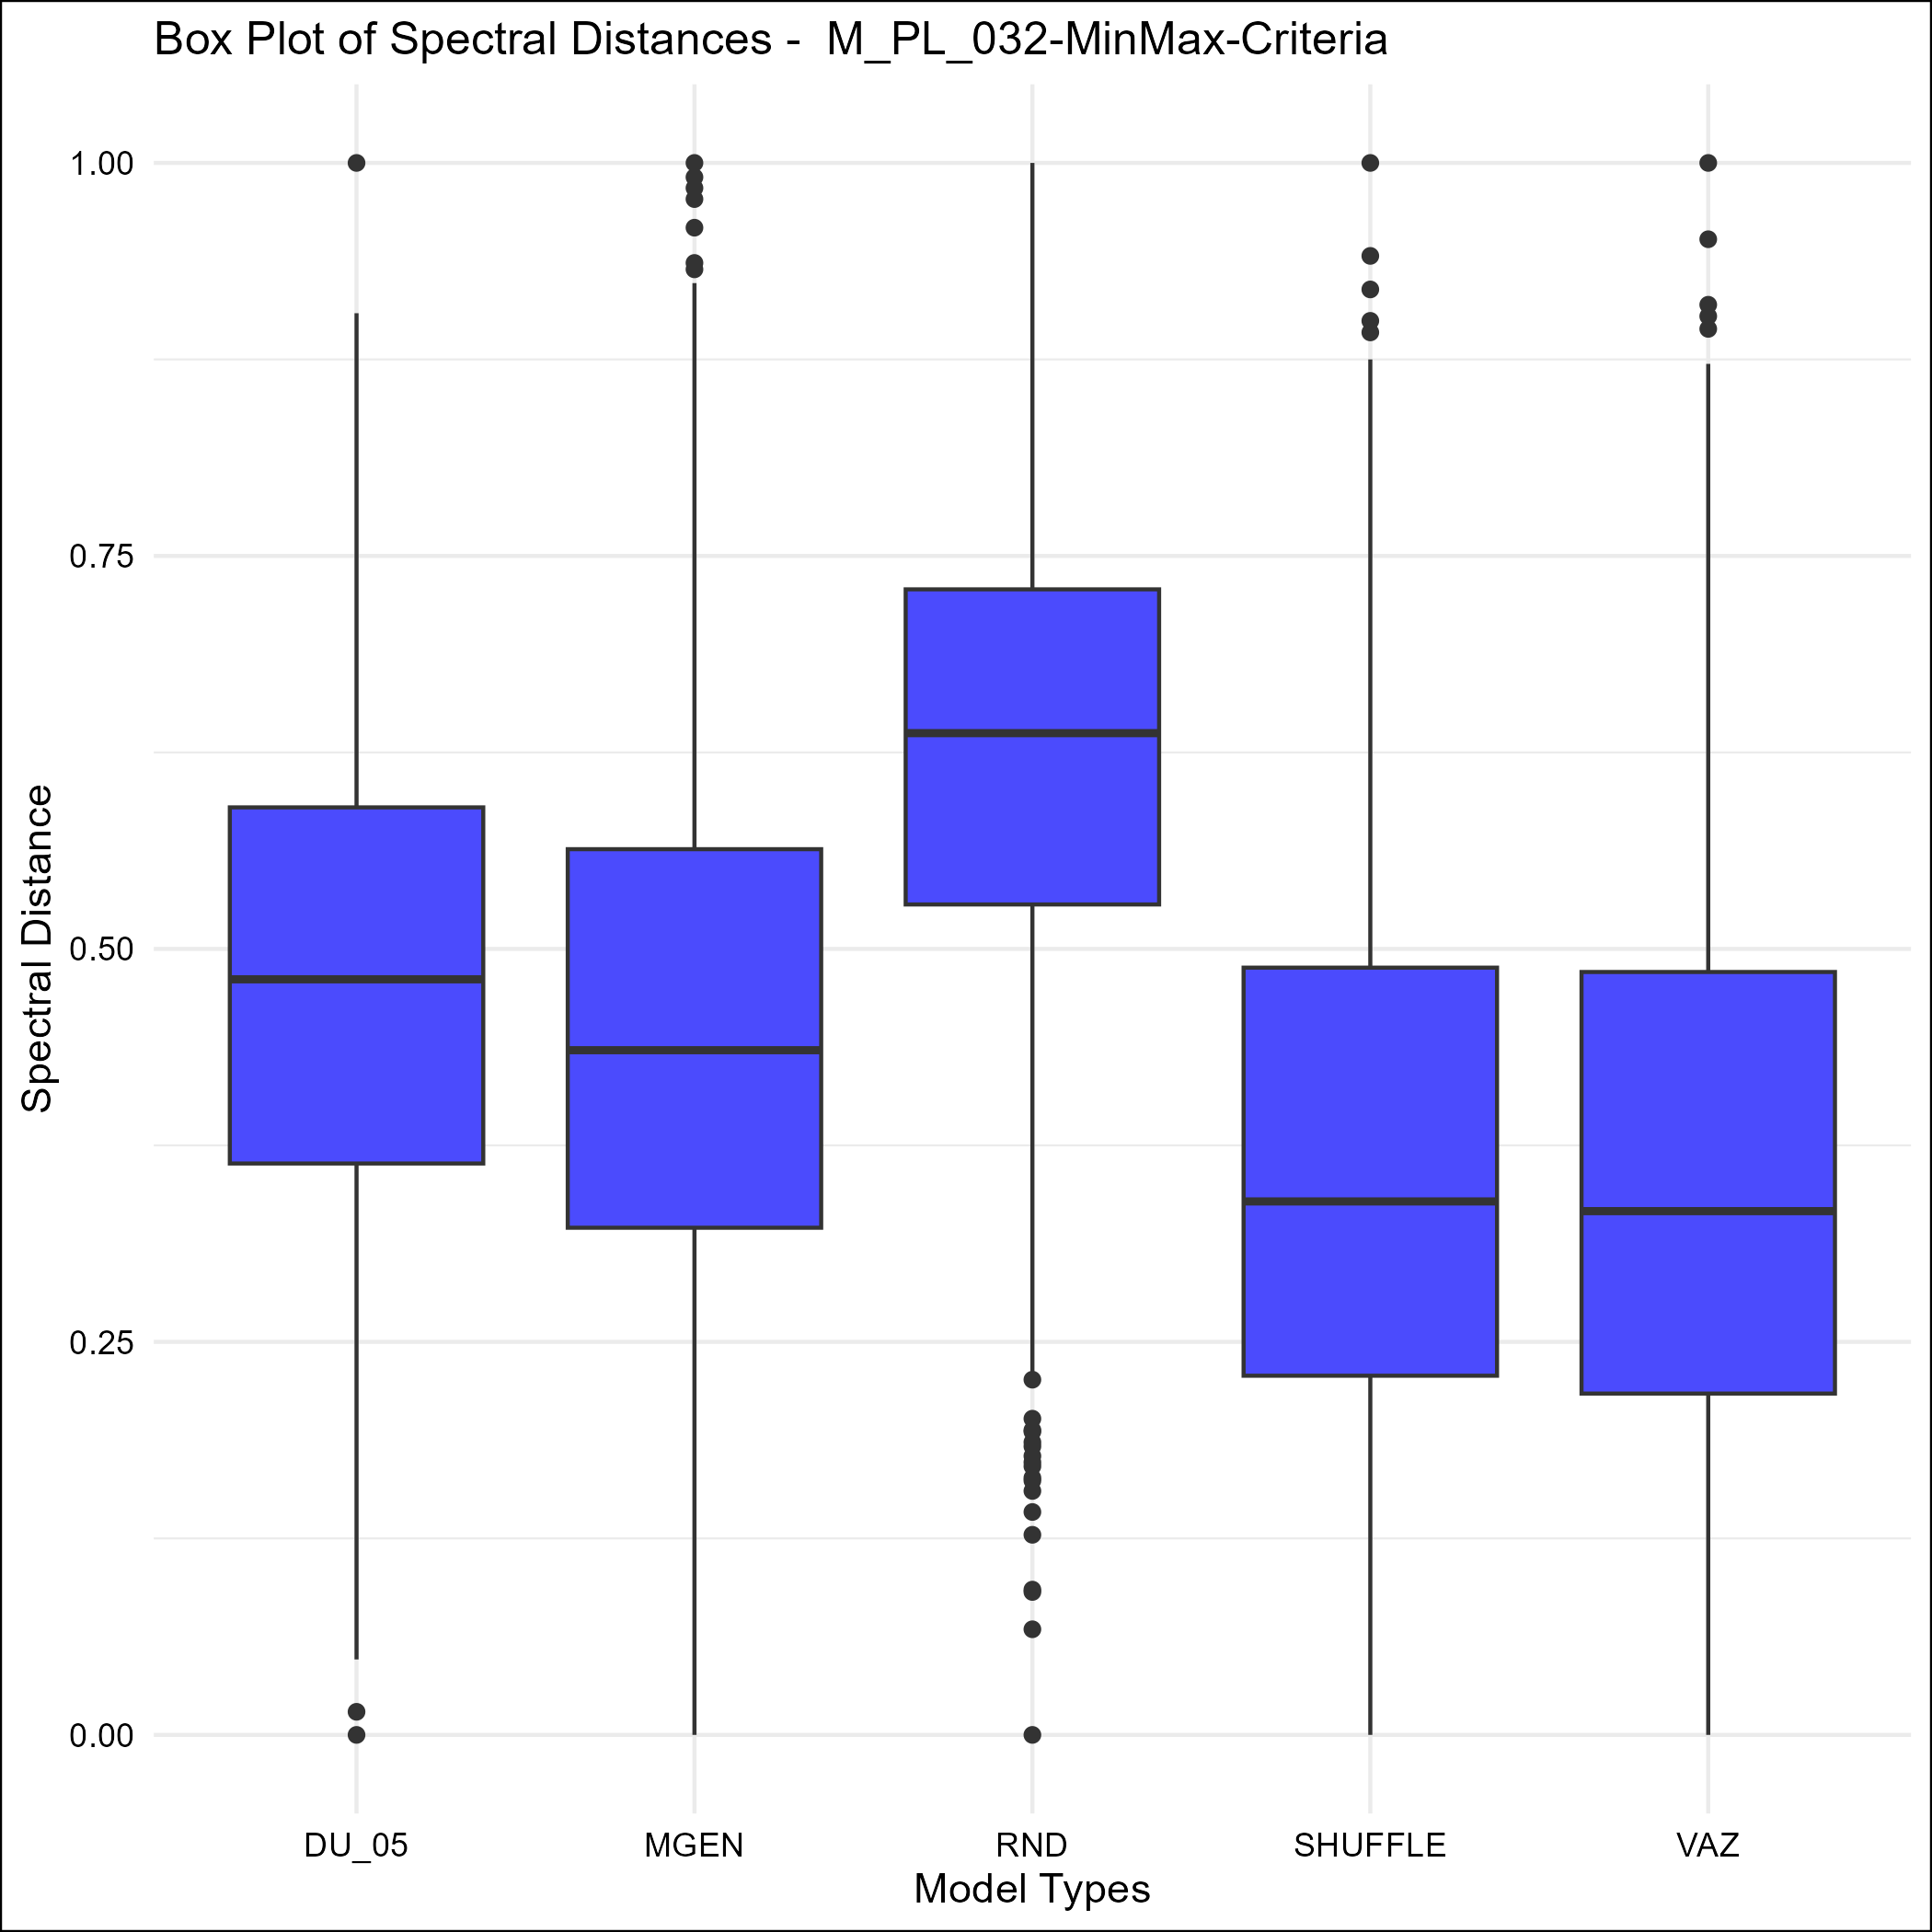 Box Plot of Spectral Distances -  M_PL_032-MinMax-Criteria
1.00
0.75
0.50
0.25
0.00
Spectral Distance
DU_05
MGEN
RND
SHUFFLE
VAZ
Model Types